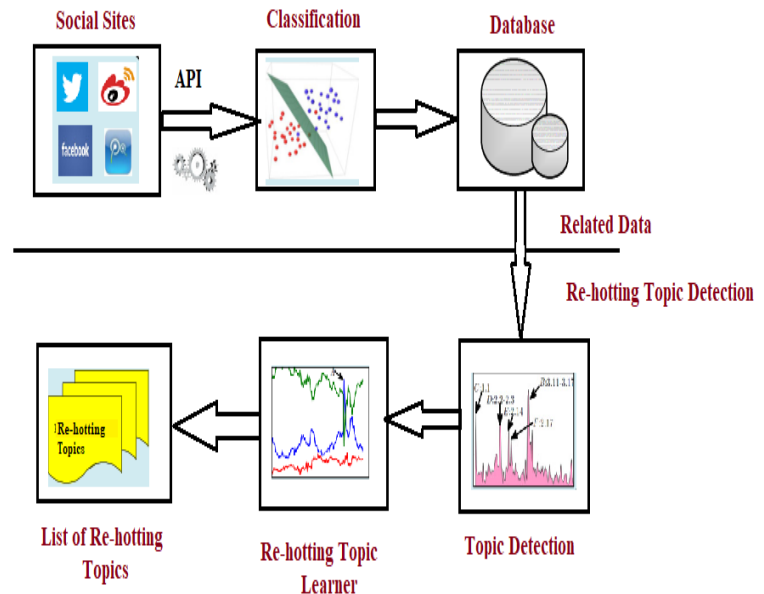 Social Sites
Classification
Database
API
facebook
Related Data
Re-hotting Topic Detection
Re-hotting
Topics
List of Re-hotting
Topics
Re-hotting Topic
Learner
Topic Detection